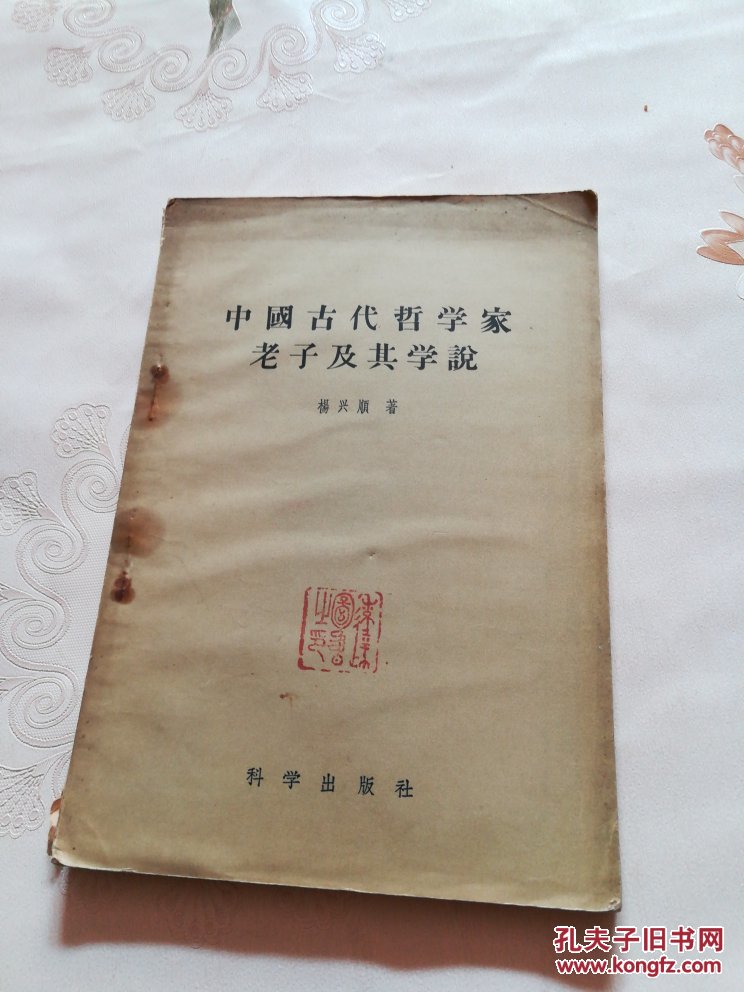 中國古代哲学家
老子及其学說
楊兴順 著
科学出版社
孔夫子旧书网
www.kongfz.com